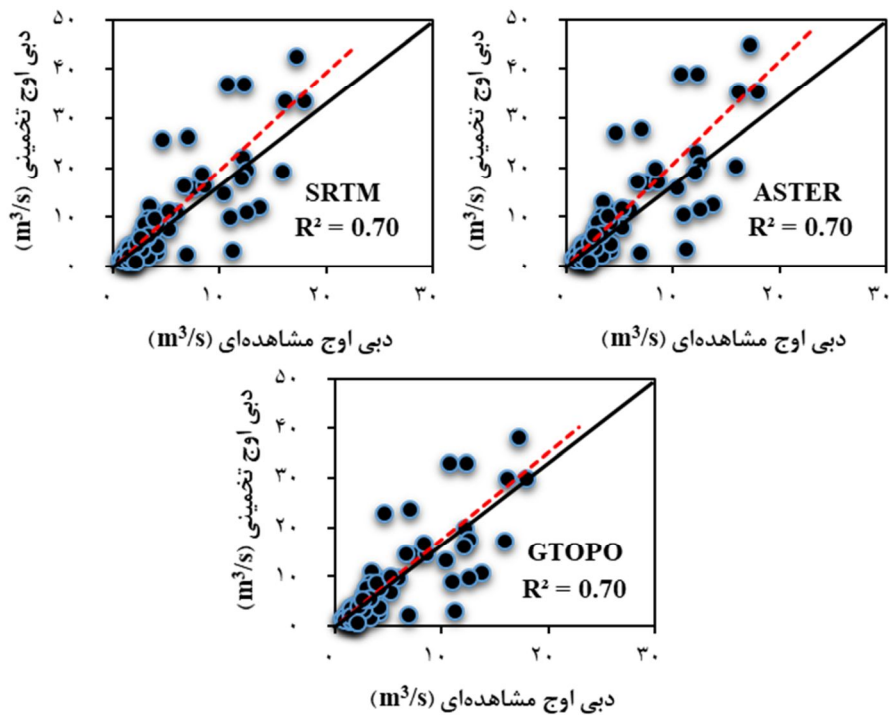 دبی اوج تخمینی (m³/s)
۵۰
۴۰
۳۰
۲۰
۱۰
۰
SRTM
R² = 0.70
۰ ۱۰ ۲۰ ۳۰
دبی اوج مشاهده‌ای (m³/s)
دبی اوج تخمینی (m³/s)
۵۰
۴۰
۳۰
۲۰
۱۰
۰
ASTER
R² = 0.70
۰ ۱۰ ۲۰ ۳۰
دبی اوج مشاهده‌ای (m³/s)
دبی اوج تخمینی (m³/s)
۵۰
۴۰
۳۰
۲۰
۱۰
۰
GTOPO
R² = 0.70
۰ ۱۰ ۲۰ ۳۰
دبی اوج مشاهده‌ای (m³/s)